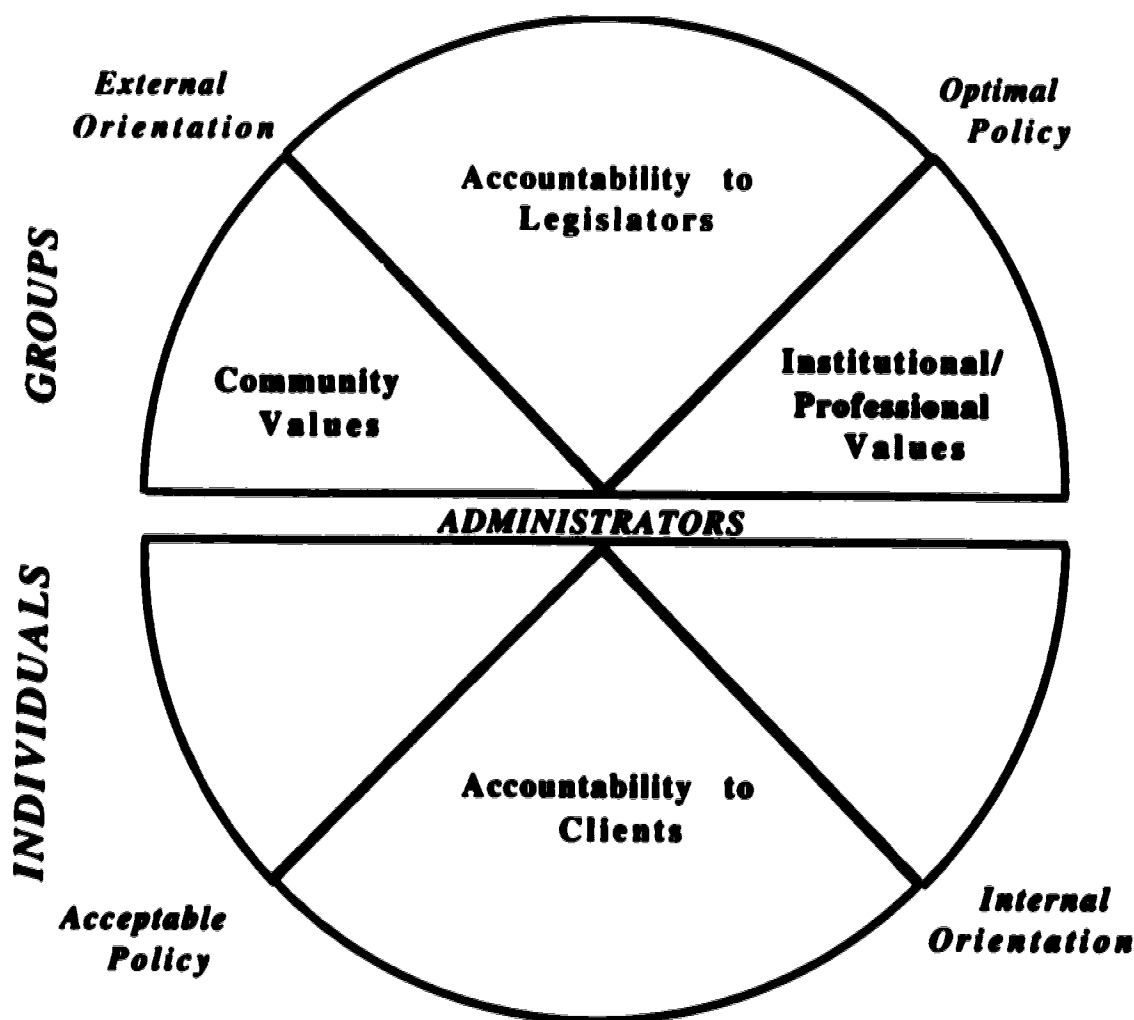 External
Orientation
Optimal
Policy
Accountability to
Legislators
GROUPS
Community
Values
Institutional/
Professional
Values
ADMINISTRATORS
INDIVIDUALS
Accountability to
Clients
Acceptable
Policy
Internal
Orientation